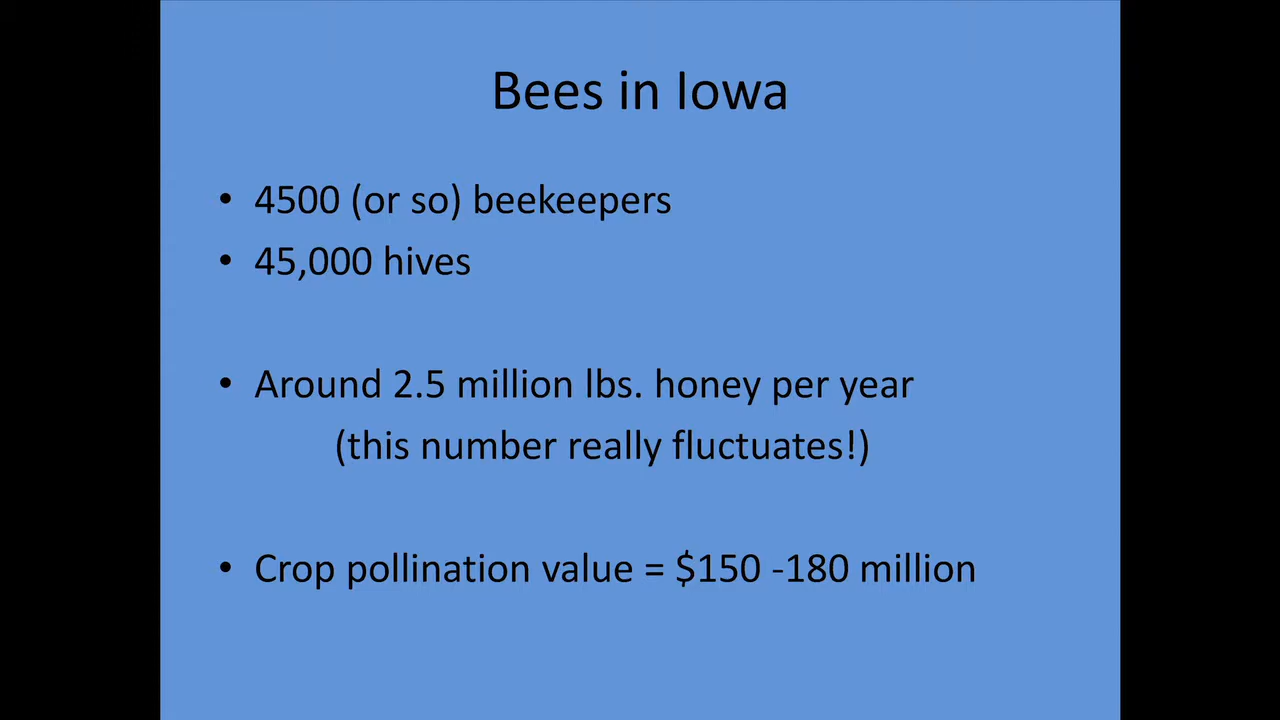 Bees in Iowa
• 4500 (or so) beekeepers
• 45,000 hives
• Around 2.5 million lbs. honey per year
(this number really fluctuates!)
• Crop pollination value = $150 -180 million